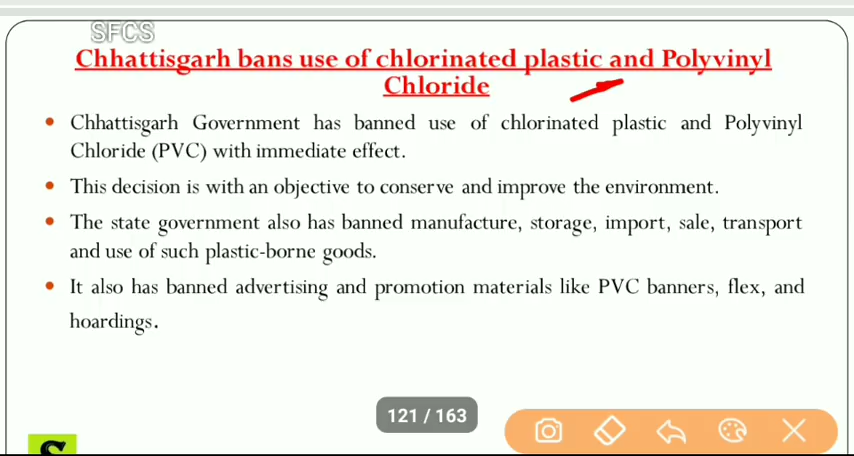 SFCS
Chhattisgarh bans use of chlorinated plastic and Polyvinyl
Chloride
• Chhattisgarh Government has banned use of chlorinated plastic and Polyvinyl
Chloride (PVC) with immediate effect.
• This decision is with an objective to conserve and improve the environment.
• The state government also has banned manufacture, storage, import, sale, transport
and use of such plastic-borne goods.
• It also has banned advertising and promotion materials like PVC banners, flex, and
hoardings.
121 / 163
S